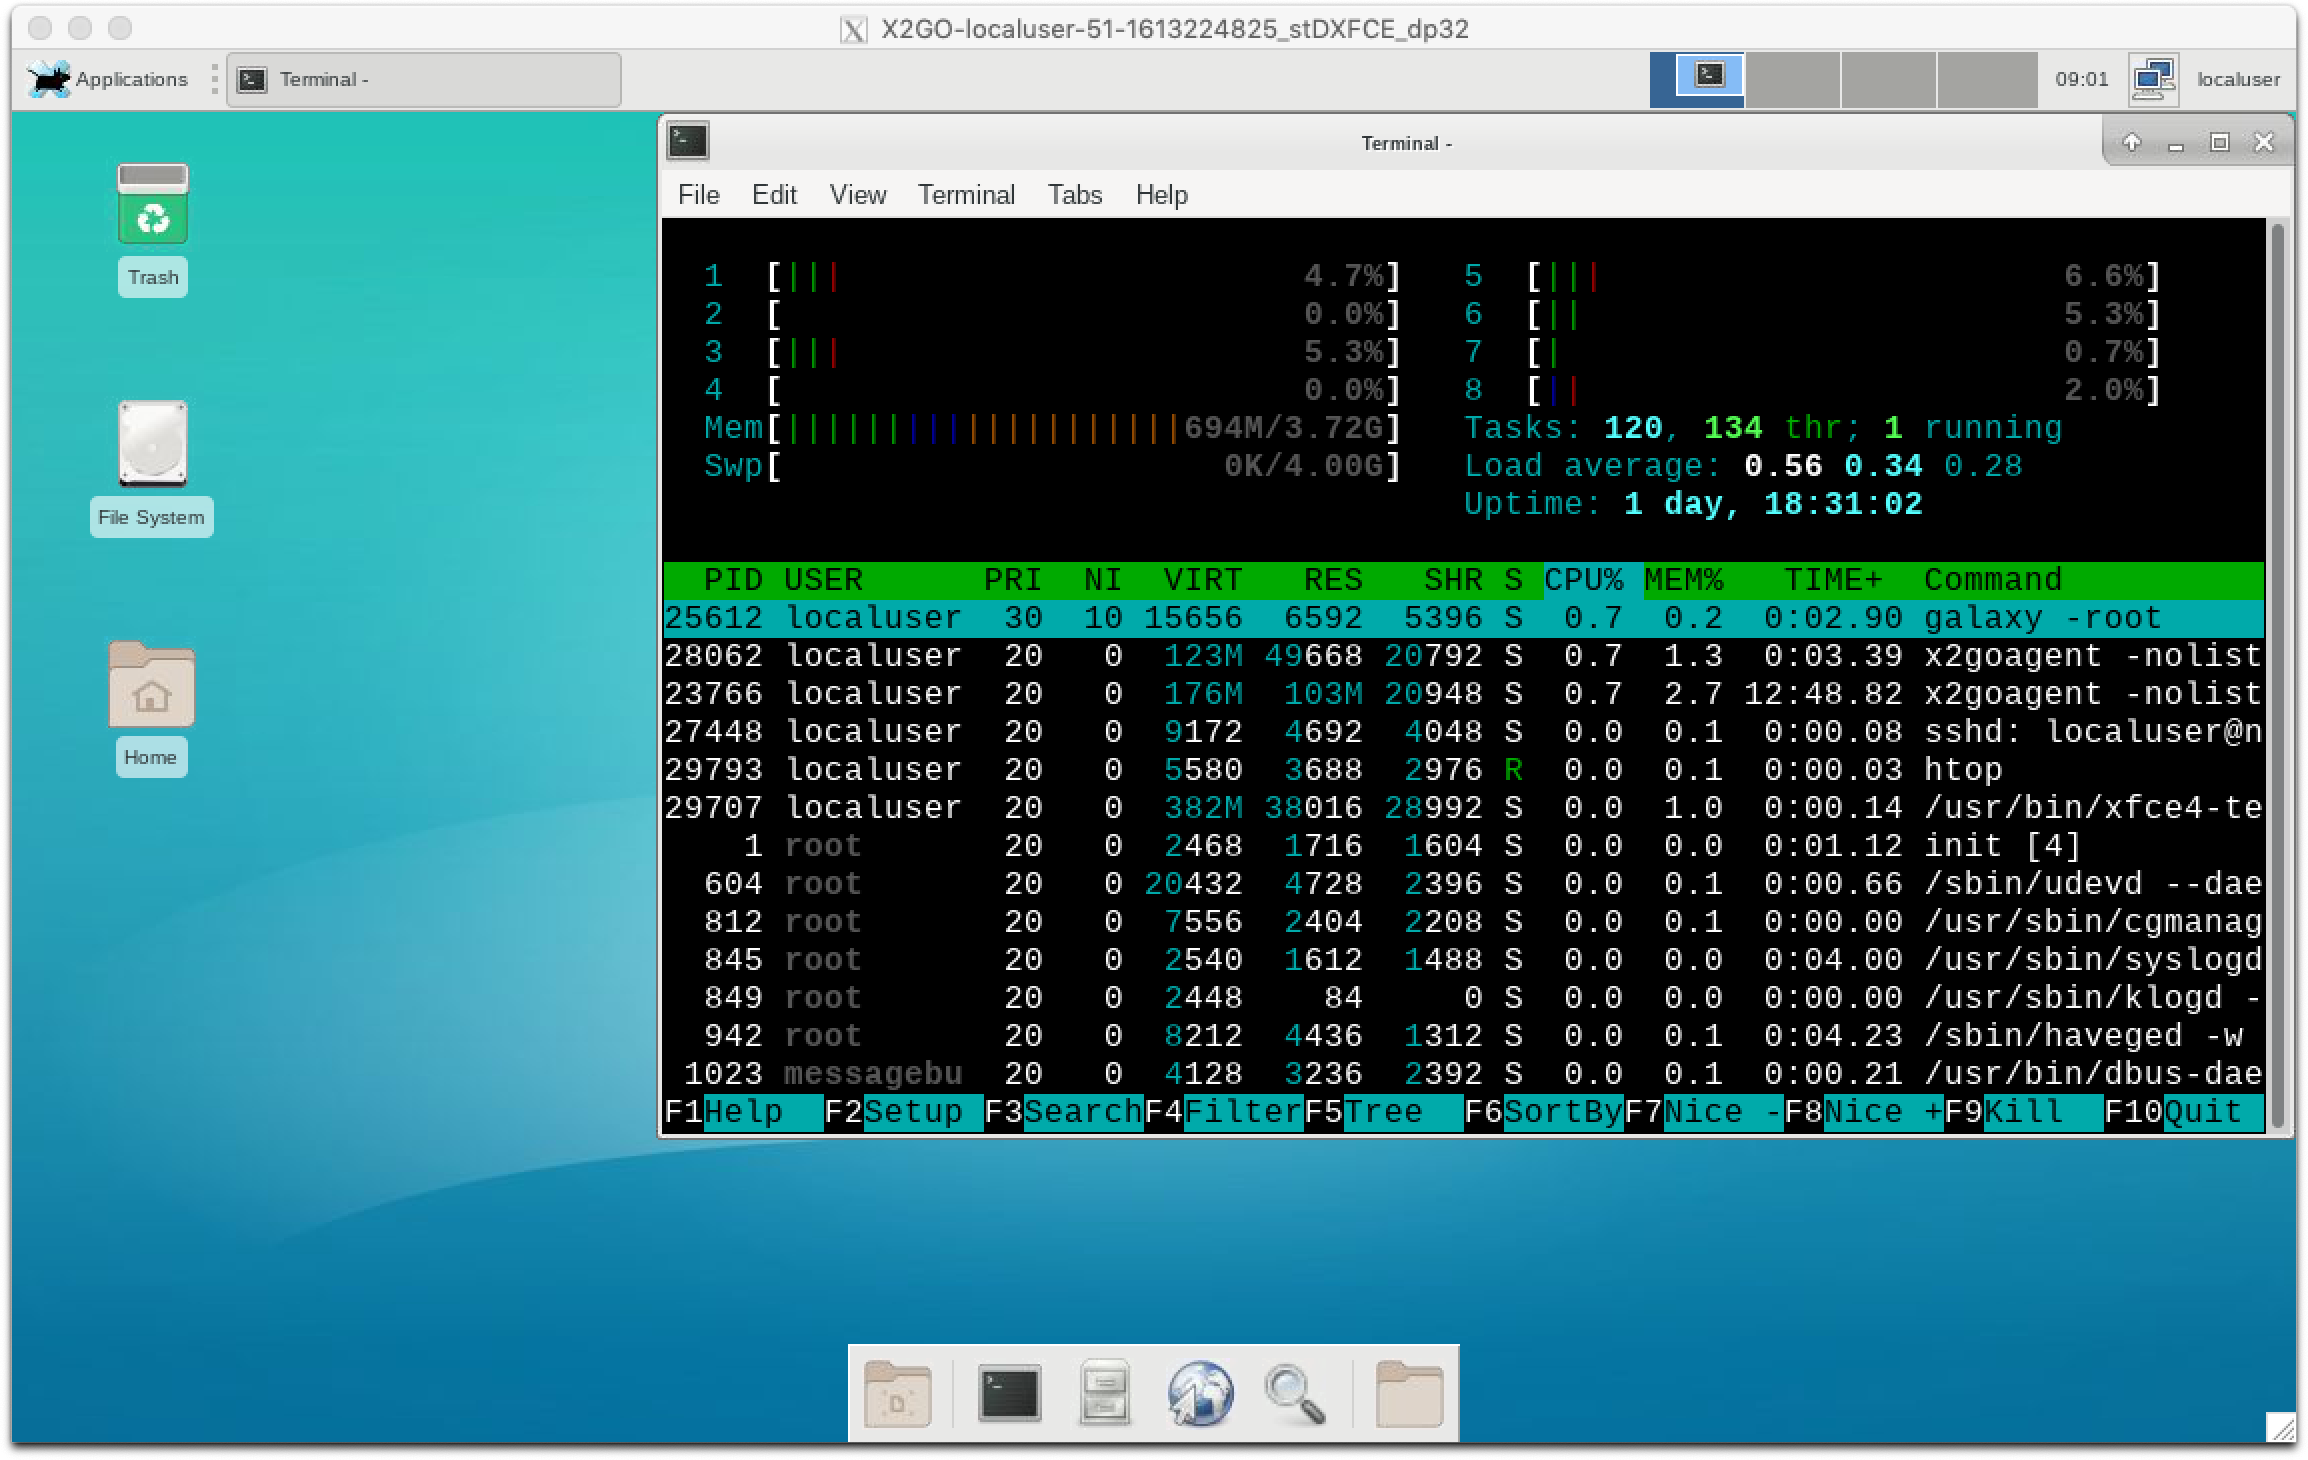 X2GO-localuser-51-1613224825_stDXFCE_dp32
Applications Terminal - 09:01 localuser
Terminal -
File Edit View Terminal Tabs Help
Trash
File System
Home
1 [||| 4.7%] 5 [||| 6.6%]
2 [ 0.0%] 6 [|| 5.3%]
3 [||| 5.3%] 7 [| 0.7%]
4 [ 0.0%] 8 [|| 2.0%]
Mem[||||||||||||||||||||694M/3.72G] Tasks: 120, 134 thr; 1 running
Swp[ 0K/4.00G] Load average: 0.56 0.34 0.28
Uptime: 1 day, 18:31:02
PID USER PRI NI VIRT RES SHR S CPU% MEM% TIME+ Command
25612 localuser 30 10 15656 6592 5396 S 0.7 0.2 0:02.90 galaxy -root
28062 localuser 20 0 123M 49668 20792 S 0.7 1.3 0:03.39 x2goagent -nolist
23766 localuser 20 0 176M 103M 20948 S 0.7 2.7 12:48.82 x2goagent -nolist
27448 localuser 20 0 9172 4692 4048 S 0.0 0.1 0:00.08 sshd: localuser@n
29793 localuser 20 0 5580 3688 2976 R 0.0 0.1 0:00.03 htop
29707 localuser 20 0 382M 38016 28992 S 0.0 1.0 0:00.14 /usr/bin/xfce4-te
1 root 20 0 2468 1716 1604 S 0.0 0.0 0:01.12 init [4]
604 root 20 0 20432 4728 2396 S 0.0 0.1 0:00.66 /sbin/udevd --dae
812 root 20 0 7556 2404 2208 S 0.0 0.1 0:00.00 /usr/sbin/cgmanag
845 root 20 0 2540 1612 1488 S 0.0 0.0 0:04.00 /usr/sbin/syslogd
849 root 20 0 2448 84 0 S 0.0 0.0 0:00.00 /usr/sbin/klogd -
942 root 20 0 8212 4436 1312 S 0.0 0.1 0:04.23 /sbin/haveged -w
1023 messagebu 20 0 4128 3236 2392 S 0.0 0.1 0:00.21 /usr/bin/dbus-dae
F1Help F2Setup F3SearchF4FilterF5Tree F6SortByF7Nice -F8Nice +F9Kill F10Quit